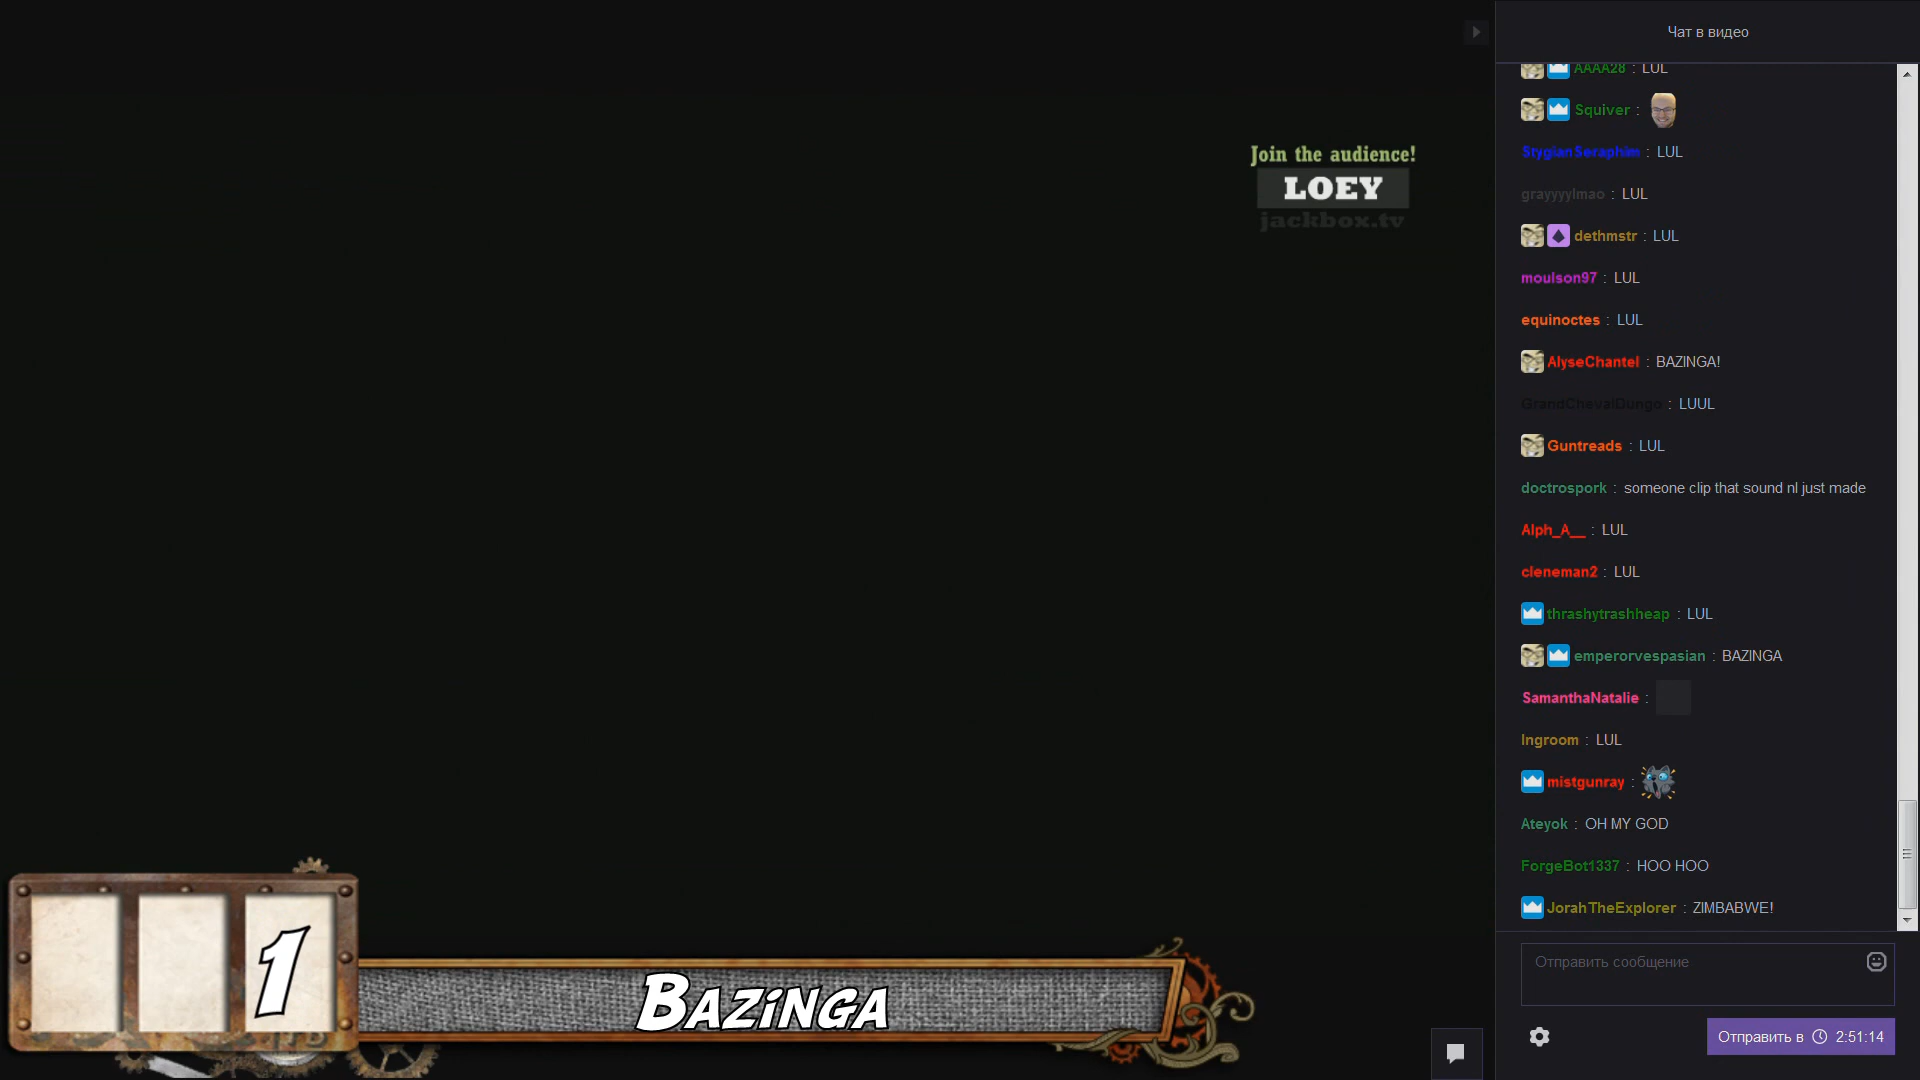 Чат в видео
AAAA28 : LUL
Squiver :
StygianSeraphim : LUL
grayyyylmao : LUL
dethmstr : LUL
moulson97 : LUL
equinoctes : LUL
AlyseChantel : BAZINGA!
GrandChevalDungo : LUUL
Guntreads : LUL
doctrospork : someone clip that sound nl just made
Alph_A__ : LUL
cleneman2 : LUL
thrashytrashheap : LUL
emperorvespasian : BAZINGA
SamanthaNatalie :
Ingroom : LUL
mistgunray :
Ateyok : OH MY GOD
ForgeBot1337 : HOO HOO
JorahTheExplorer : ZIMBABWE!
Отправить сообщение
Отправить в 2:51:14
Join the audience!
LOEY
jackbox.tv
1
BAZiNGA